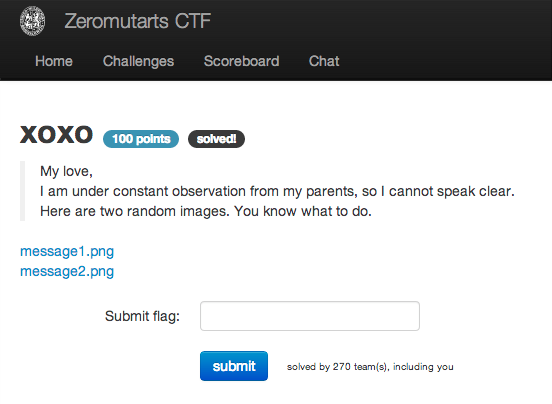 Zeromutarts CTF
Home Challenges Scoreboard Chat
xoxo 100 points solved!
My love,
I am under constant observation from my parents, so I cannot speak clear.
Here are two random images. You know what to do.
message1.png
message2.png
Submit flag:
submit solved by 270 team(s), including you